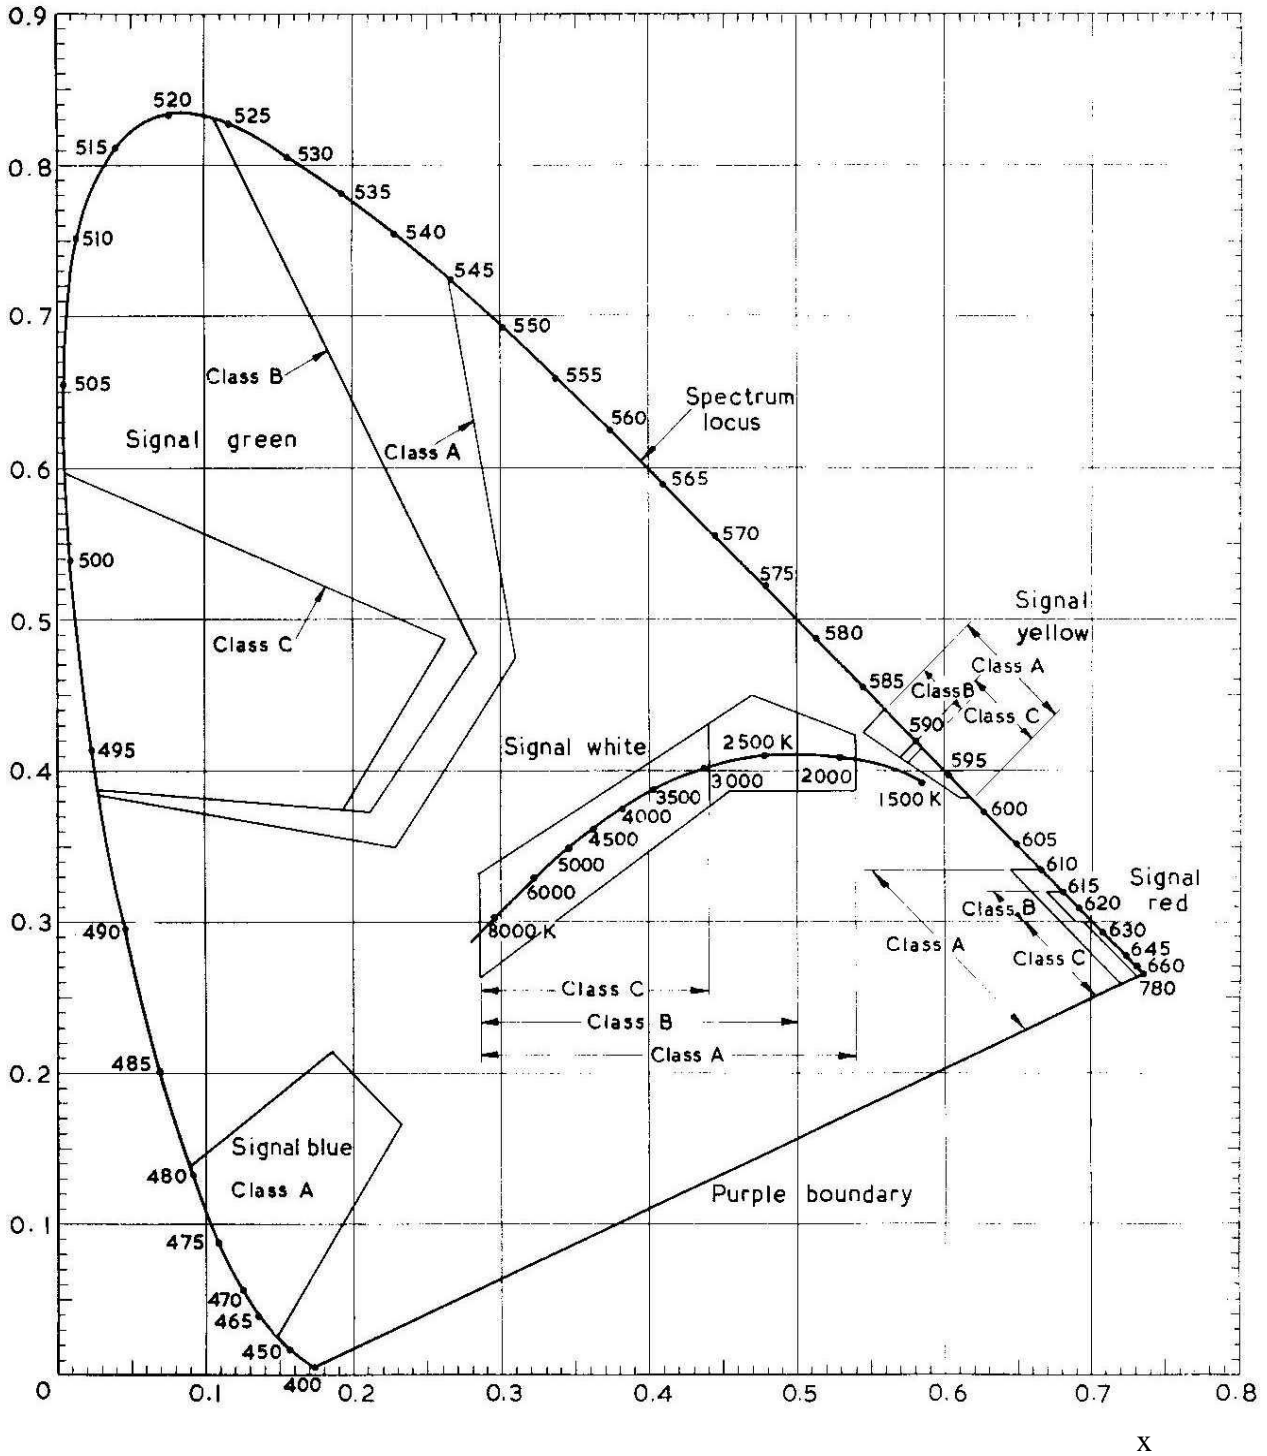 0.9
520
525
515
530
0.8
535
540
510
545
0.7
550
Class B
505
555
Spectrum
locus
560
Signal green
Class A
0.6
565
500
570
575
Signal
yellow
0.5
580
Class C
Class A
585
Class B
590
Class C
495
Signal white
2500 K
595
0.4
3000
2000
3500
1500 K
4000
600
4500
605
5000
610
6000
615
Signal
red
620
Class B
0.3
490
8000 K
630
Class A
645
Class C
660
780
Class C
Class B
Class A
485
0.2
Signal blue
480
Class A
Purple boundary
0.1
475
470
465
450
400
0 0.1 0.2 0.3 0.4 0.5 0.6 0.7 0.8
x